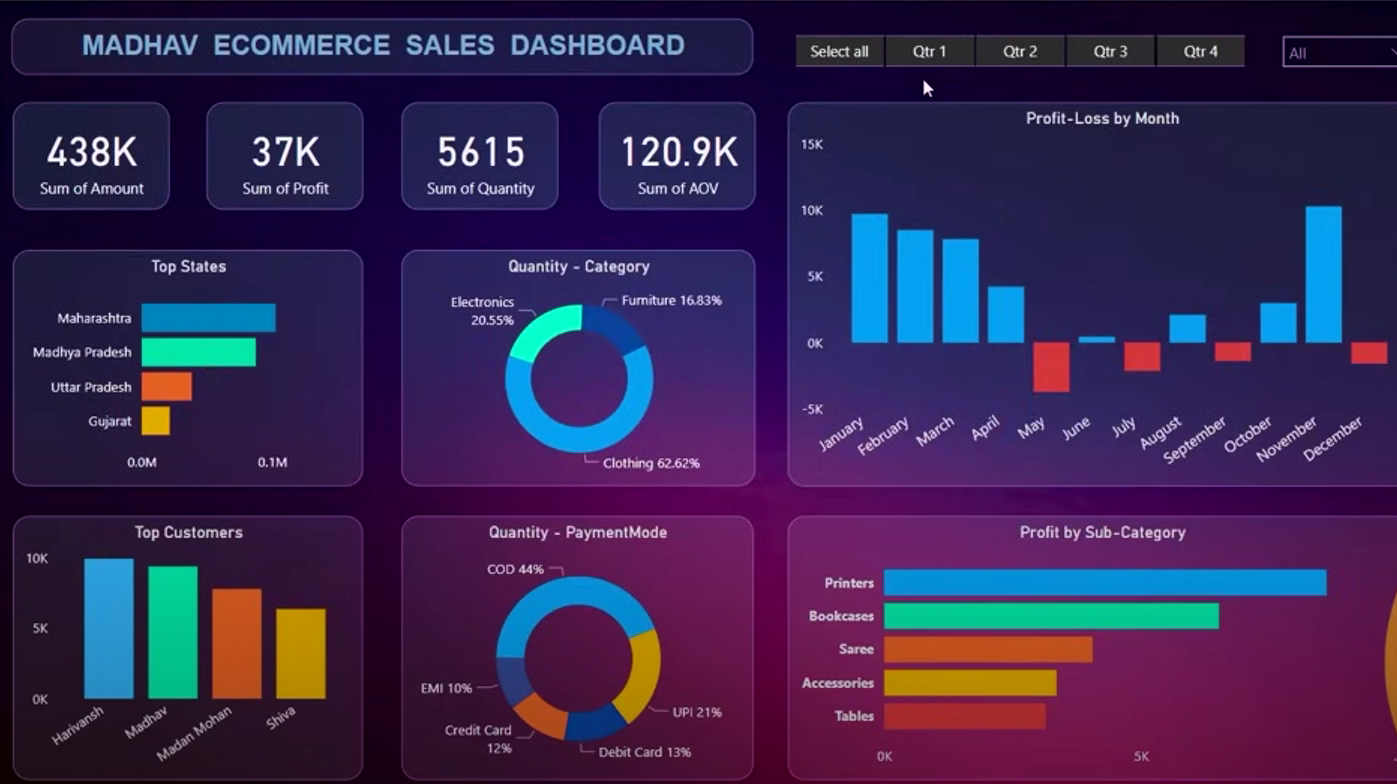 MADHAV ECOMMERCE SALES DASHBOARD
Select all
Qtr 1
Qtr 2
Qtr 3
Qtr 4
All
438K
Sum of Amount
37K
Sum of Profit
5615
Sum of Quantity
120.9K
Sum of AOV
Profit-Loss by Month
15K
10K
5K
0K
-5K
January
February
March
April
May
June
July
August
September
October
November
December
Top States
Maharashtra
Madhya Pradesh
Uttar Pradesh
Gujarat
0.0M
0.1M
Quantity - Category
Electronics
20.55%
Furniture 16.83%
Clothing 62.62%
Top Customers
10K
5K
0K
Harivansh
Madhav
Madan Mohan
Shiva
Quantity - PaymentMode
COD 44%
EMI 10%
Credit Card
12%
Debit Card 13%
UPI 21%
Profit by Sub-Category
Printers
Bookcases
Saree
Accessories
Tables
0K
5K